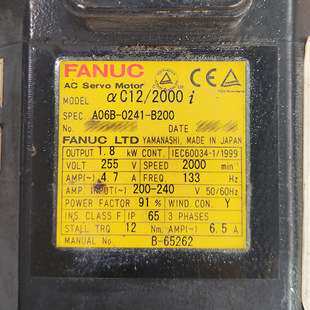 FANUC
AC Servo Motor
MODEL αC12/2000 i
SPEC. A06B-0241-B200
No. DATE
FANUC LTD YAMANASHI, MADE IN JAPAN
OUTPUT 1.8 kW CONT. IEC60034-1/1999
VOLT 255 V SPEED 2000 min
AMP(~) 4.7 A FREQ. 133 Hz
AMP. INPUT(~) 200-240 V 50/60Hz
POWER FACTOR 91 % WIND CON. Y
INS.CLASS F IP 65 3 PHASES
STALL TRQ 12 Nm AMP.(~) 6.5 A
MANUAL No. B-65262